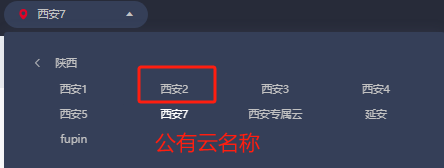 西安7
陕西
西安1 西安2 西安3 西安4
西安5 西安7 西安专属云 延安
fupin
公有云名称